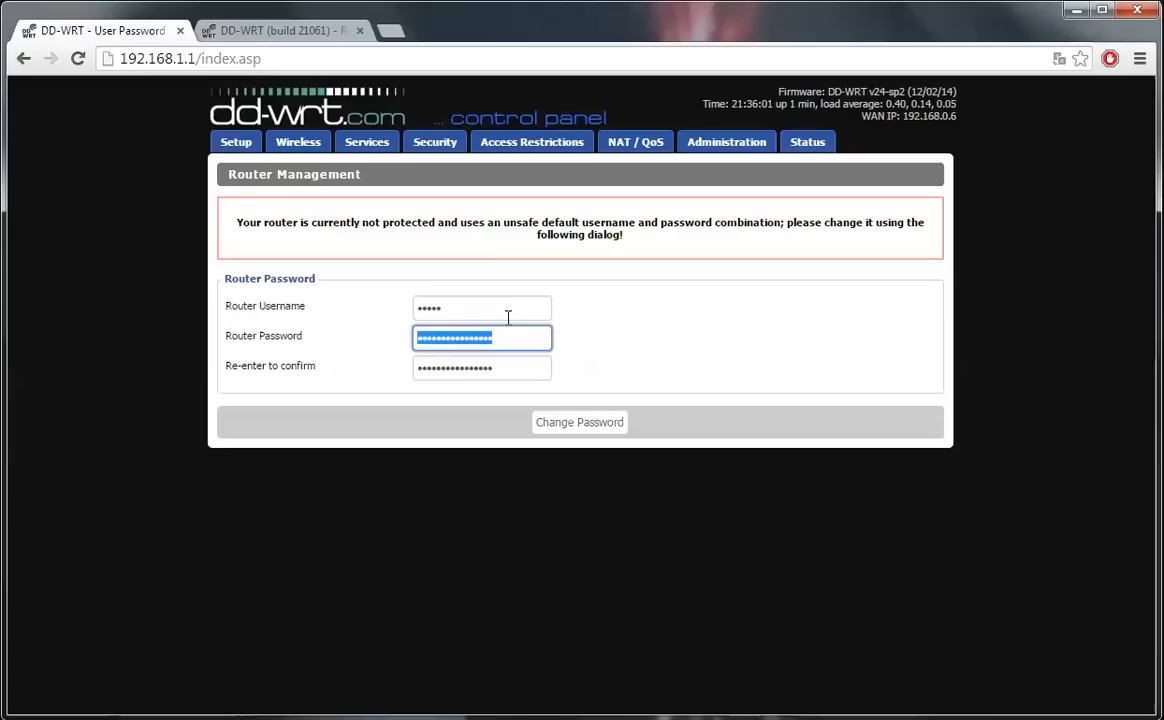 DD-WRT - User Password
DD-WRT (build 21061) - R
192.168.1.1/index.asp
dd-wrt.com ... control panel
Firmware: DD-WRT v24-sp2 (12/02/14)
Time: 21:36:01 up 1 min, load average: 0.40, 0.14, 0.05
WAN IP: 192.168.0.6
Setup Wireless Services Security Access Restrictions NAT / QoS Administration Status
Router Management
Your router is currently not protected and uses an unsafe default username and password combination; please change it using the
following dialog!
Router Password
Router Username •••••
Router Password ••••••••••••••••
Re-enter to confirm ••••••••••••••••
Change Password